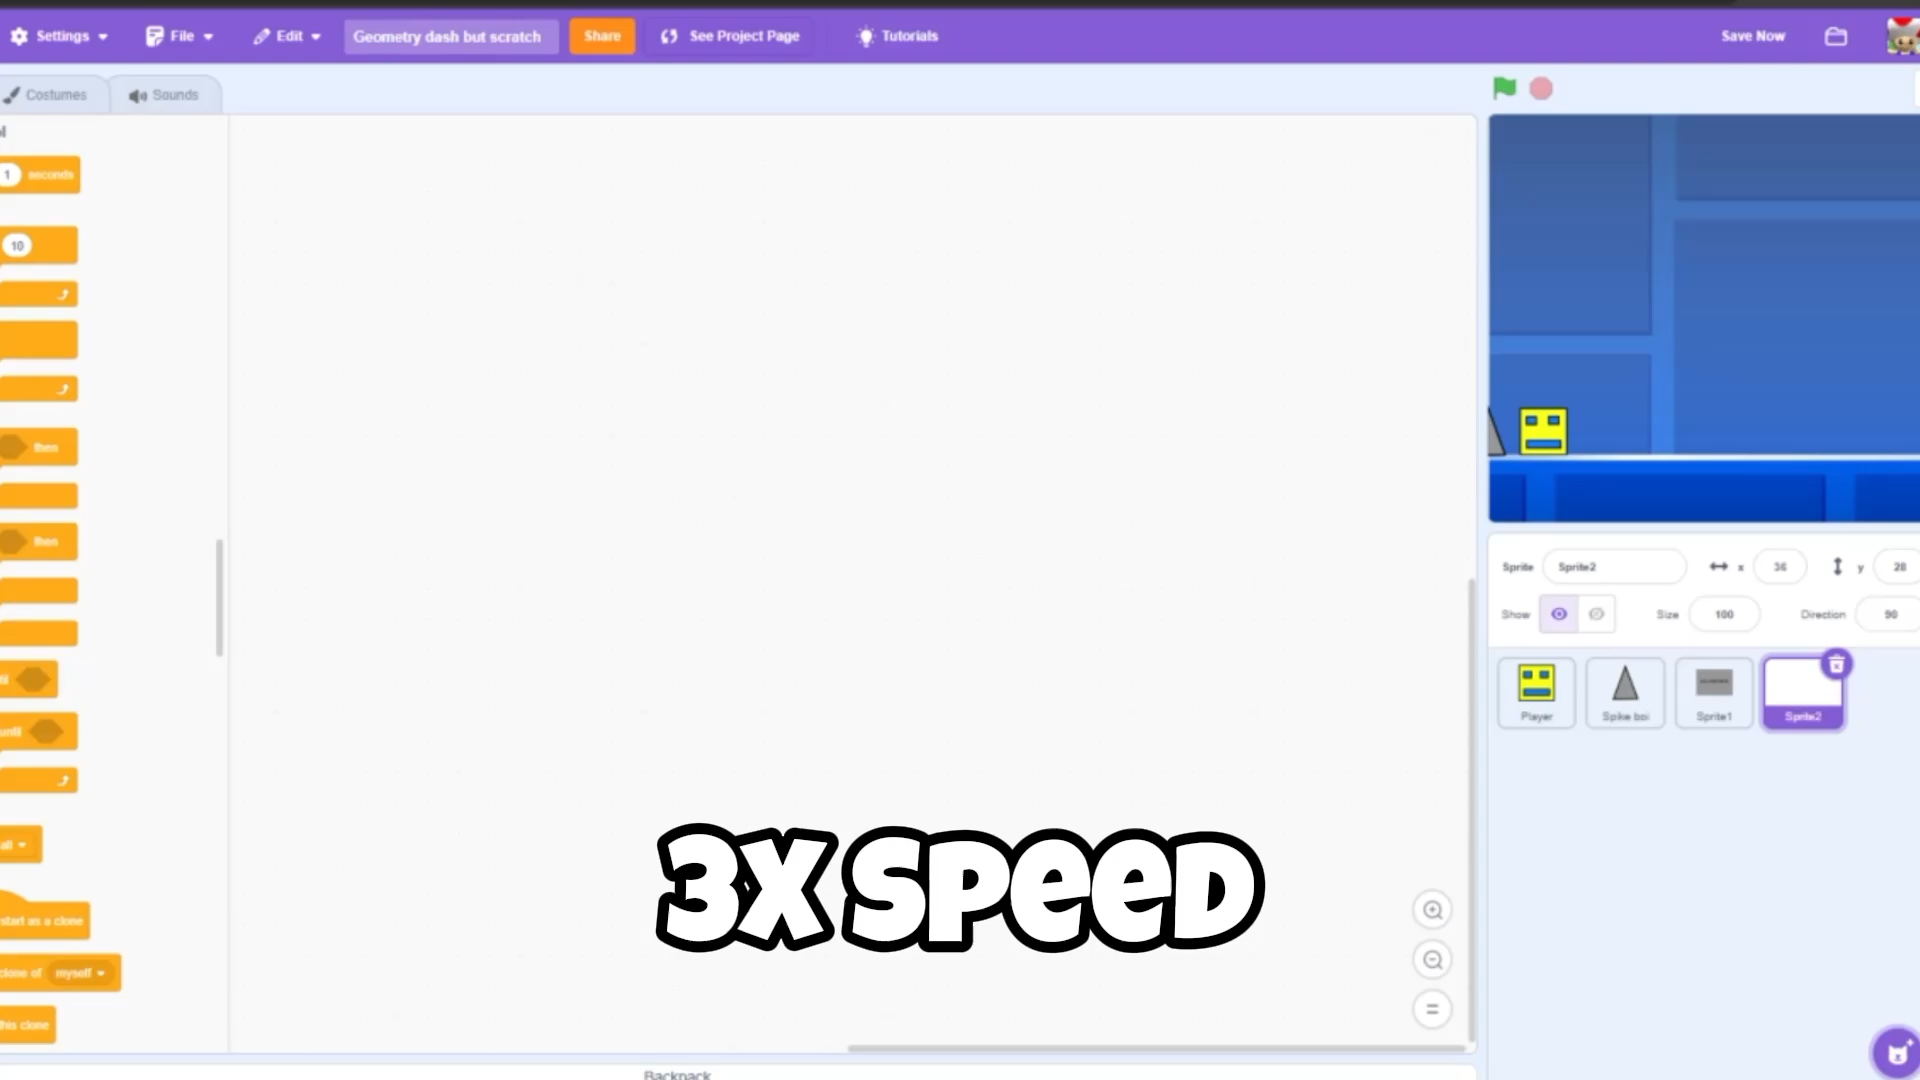 Settings File Edit Geometry dash but scratch Share See Project Page Tutorials Save Now
Costumes Sounds
1 seconds
10
then
then
until
all
start as a clone
clone of myself
this clone
3X SPEED
Sprite Sprite2 x 36 y 28
Show Size 100 Direction 90
Player Spike boi Sprite1 Sprite2
Backpack